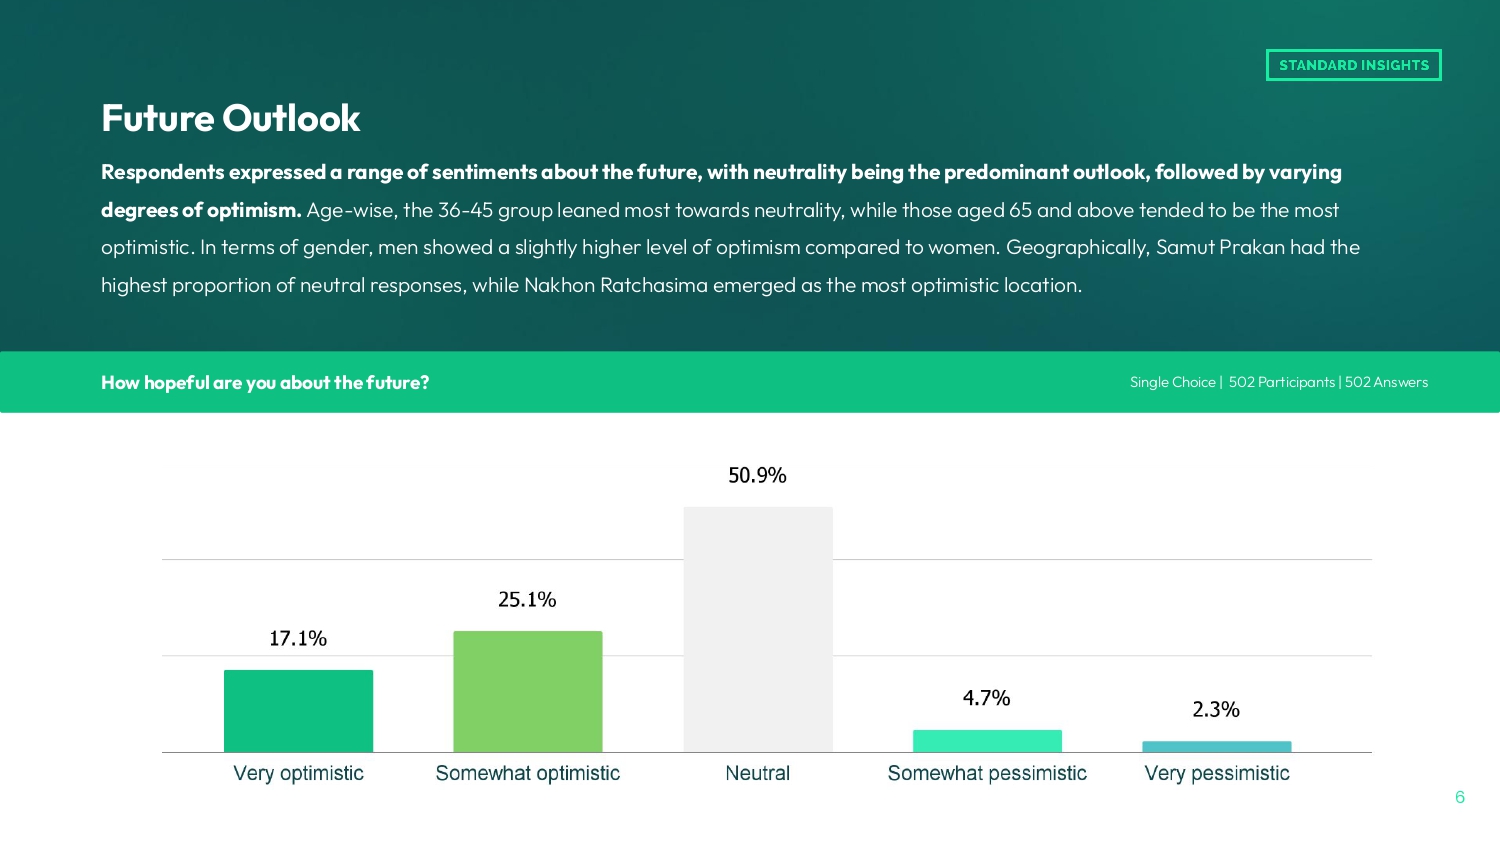 STANDARD INSIGHTS
Future Outlook
Respondents expressed a range of sentiments about the future, with neutrality being the predominant outlook, followed by varying
degrees of optimism. Age-wise, the 36-45 group leaned most towards neutrality, while those aged 65 and above tended to be the most
optimistic. In terms of gender, men showed a slightly higher level of optimism compared to women. Geographically, Samut Prakan had the
highest proportion of neutral responses, while Nakhon Ratchasima emerged as the most optimistic location.
How hopeful are you about the future?
Single Choice | 502 Participants | 502 Answers
50.9%
25.1%
17.1%
4.7%
2.3%
Very optimistic
Somewhat optimistic
Neutral
Somewhat pessimistic
Very pessimistic
6